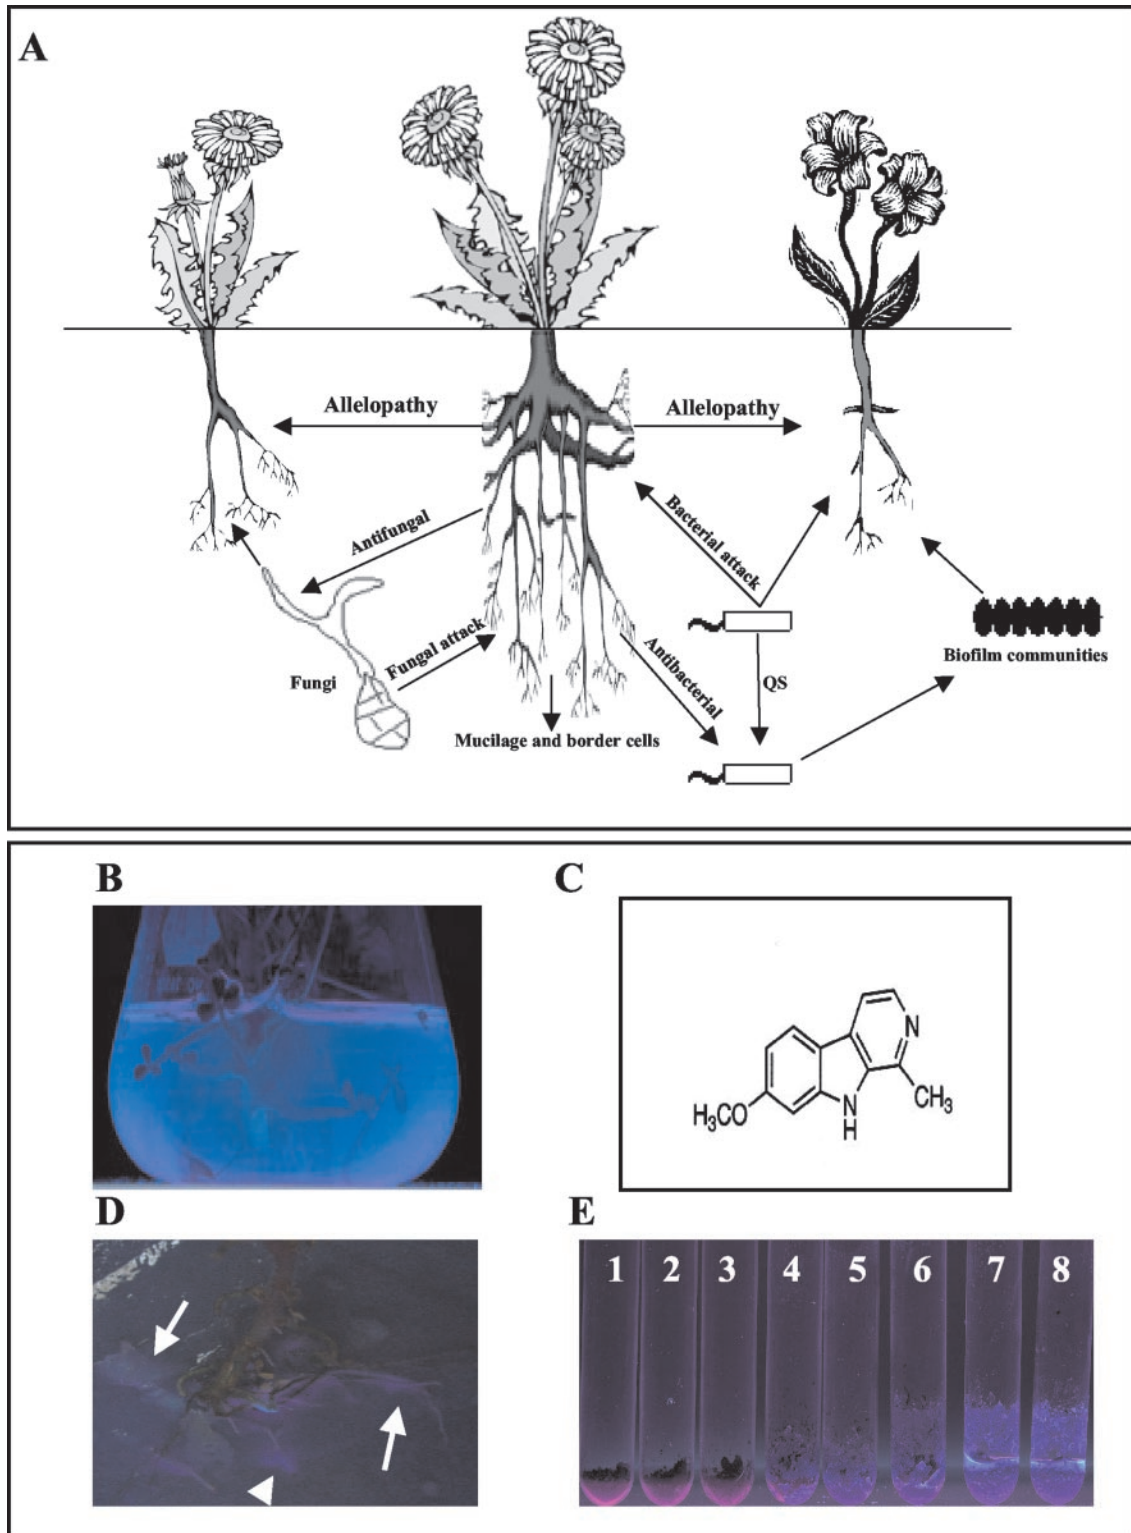 A
Allelopathy
Allelopathy
Antifungal
Bacterial attack
Fungal attack
Fungi
Antibacterial
QS
Biofilm communities
Mucilage and border cells
B
C
N
N
H
H₃CO
CH₃
D
E
1 2 3 4 5 6 7 8